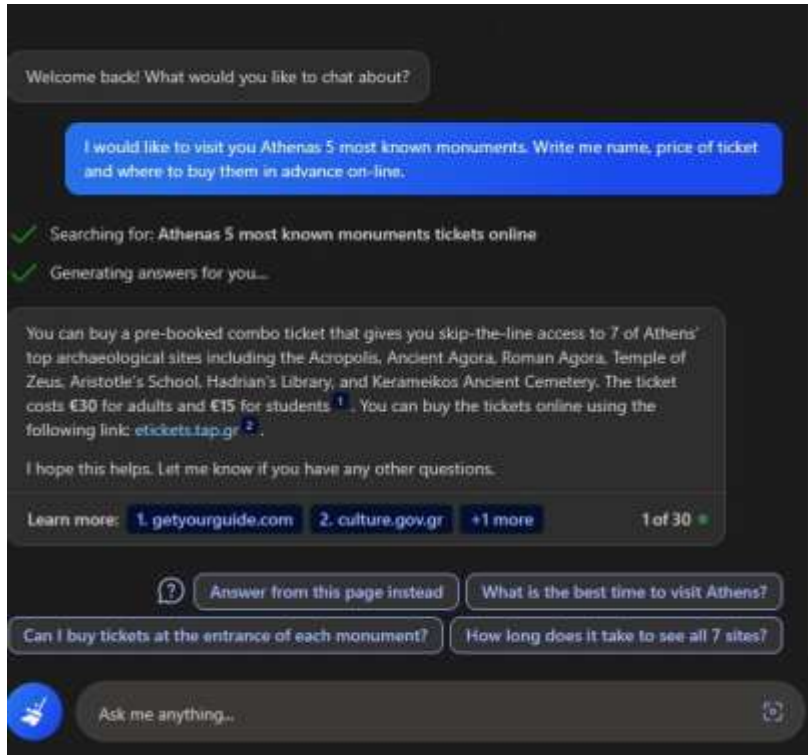 Welcome back! What would you like to chat about?
I would like to visit you Athenas 5 most known monuments. Write me name, price of ticket
and where to buy them in advance on-line.
Searching for: Athenas 5 most known monuments tickets online
Generating answers for you...
You can buy a pre-booked combo ticket that gives you skip-the-line access to 7 of Athens'
top archaeological sites including the Acropolis, Ancient Agora, Roman Agora, Temple of
Zeus, Aristotle's School, Hadrian's Library, and Kerameikos Ancient Cemetery. The ticket
costs €30 for adults and €15 for students 1 . You can buy the tickets online using the
following link: etickets.tap.gr 2 .
I hope this helps. Let me know if you have any other questions.
Learn more: 1. getyourguide.com 2. culture.gov.gr +1 more 1 of 30
Answer from this page instead What is the best time to visit Athens?
Can I buy tickets at the entrance of each monument? How long does it take to see all 7 sites?
Ask me anything...